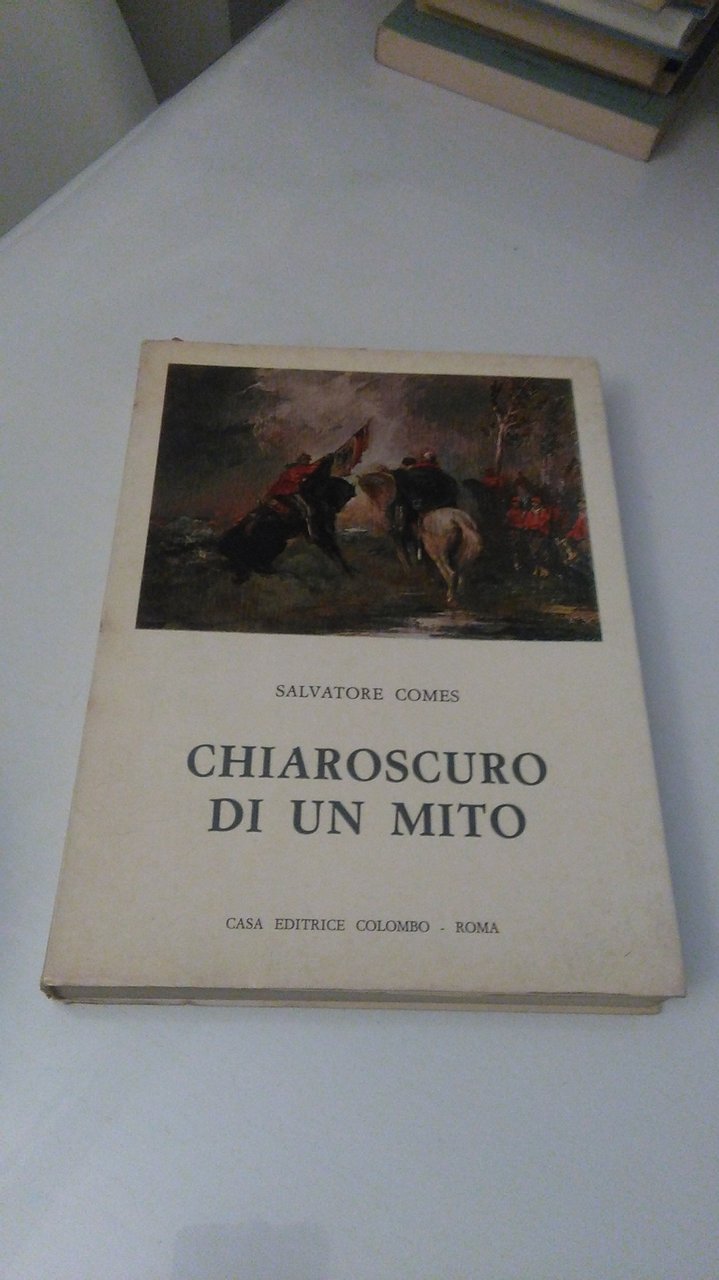 SALVATORE COMES
CHIAROSCURO
DI UN MITO
CASA EDITRICE COLOMBO - ROMA